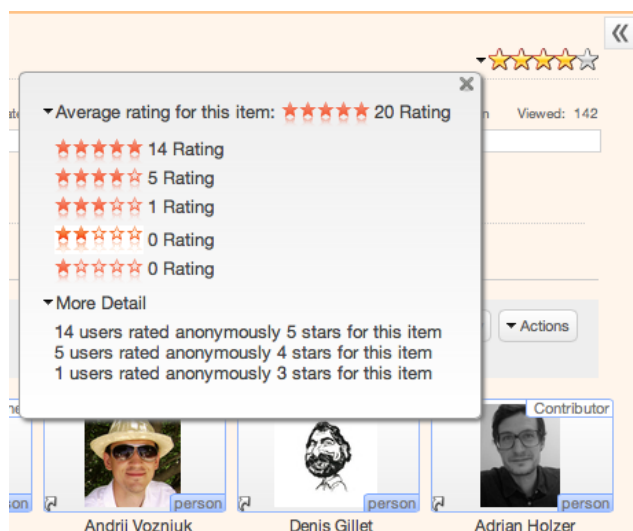 Average rating for this item: 20 Rating
Viewed: 142
14 Rating
5 Rating
1 Rating
0 Rating
0 Rating
More Detail
14 users rated anonymously 5 stars for this item
5 users rated anonymously 4 stars for this item
1 users rated anonymously 3 stars for this item
Actions
Contributor
person
person
person
Andrii Vozniuk
Denis Gillet
Adrian Holzer